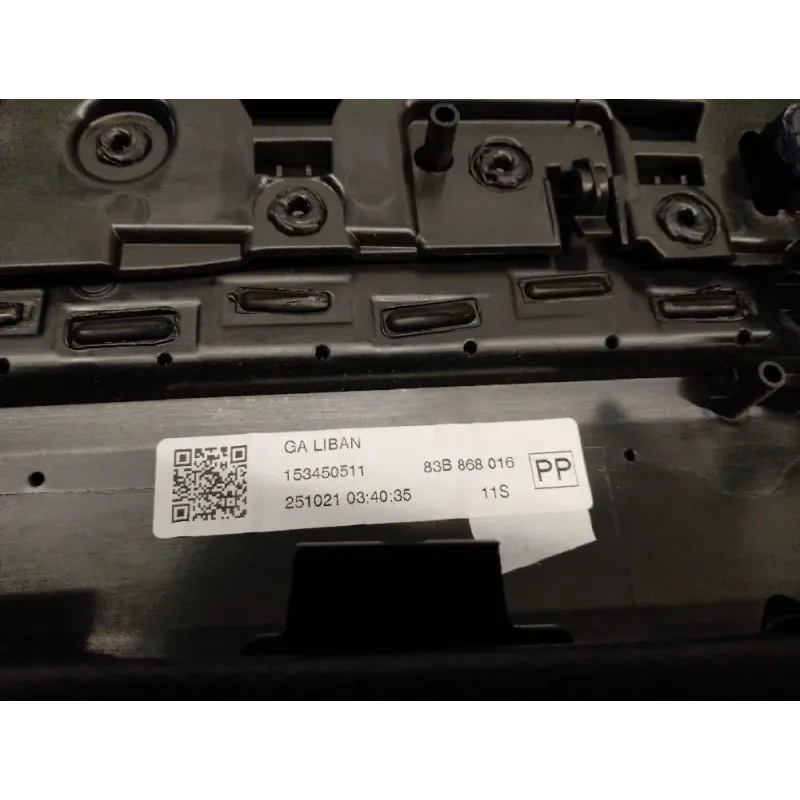 GA LIBAN
153450511 83B 868 016 PP
251021 03:40:35 11S